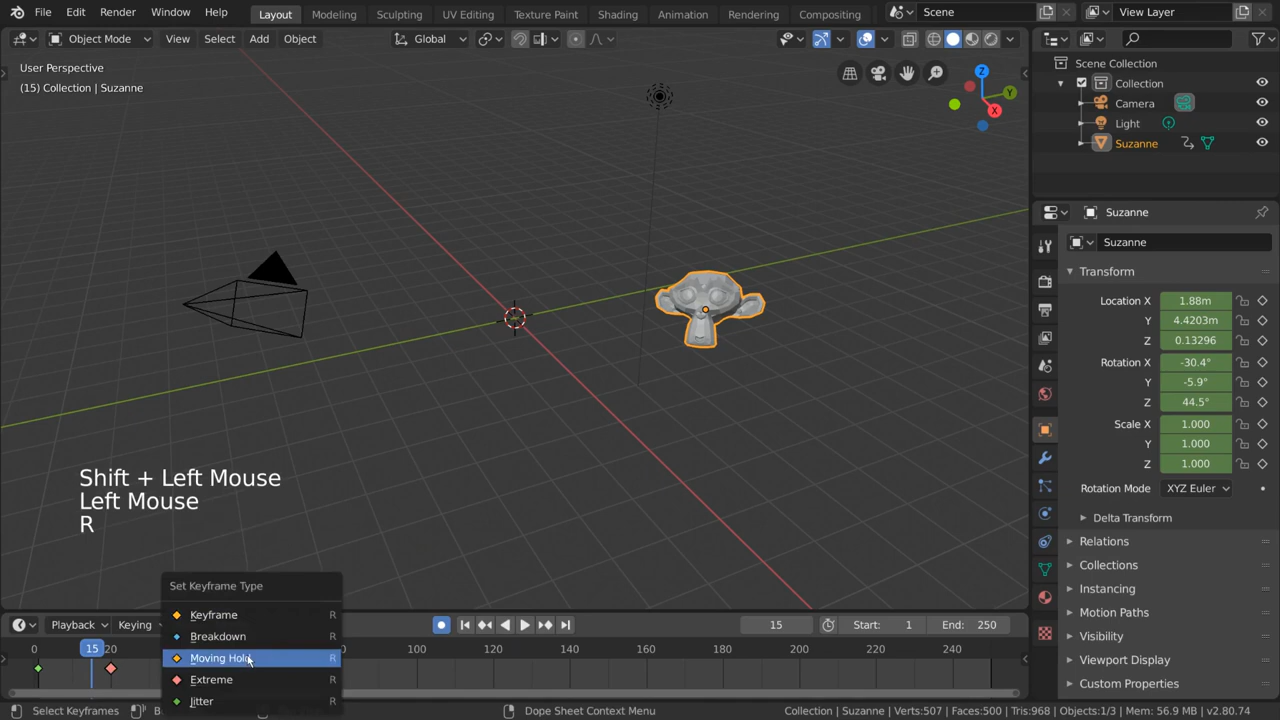 File Edit Render Window Help Layout Modeling Sculpting UV Editing Texture Paint Shading Animation Rendering Compositing Scene View Layer
Object Mode View Select Add Object Global
User Perspective
(15) Collection | Suzanne
Z
Y
X
Scene Collection
Collection
Camera
Light
Suzanne
Suzanne
Suzanne
Transform
Location X 1.88m
Y 4.4203m
Z 0.13296
Rotation X -30.4°
Y -5.9°
Z 44.5°
Scale X 1.000
Y 1.000
Z 1.000
Rotation Mode XYZ Euler
Delta Transform
Relations
Collections
Instancing
Motion Paths
Visibility
Viewport Display
Custom Properties
Shift + Left Mouse
Left Mouse
R
Set Keyframe Type
Keyframe R
Breakdown R
Moving Hold R
Extreme R
Jitter R
Playback Keying 15 Start: 1 End: 250
0 15 20 100 120 140 160 180 200 220 240
Select Keyframes Dope Sheet Context Menu Collection | Suzanne | Verts:507 | Faces:500 | Tris:968 | Objects:1/3 | Mem: 56.9 MB | v2.80.74